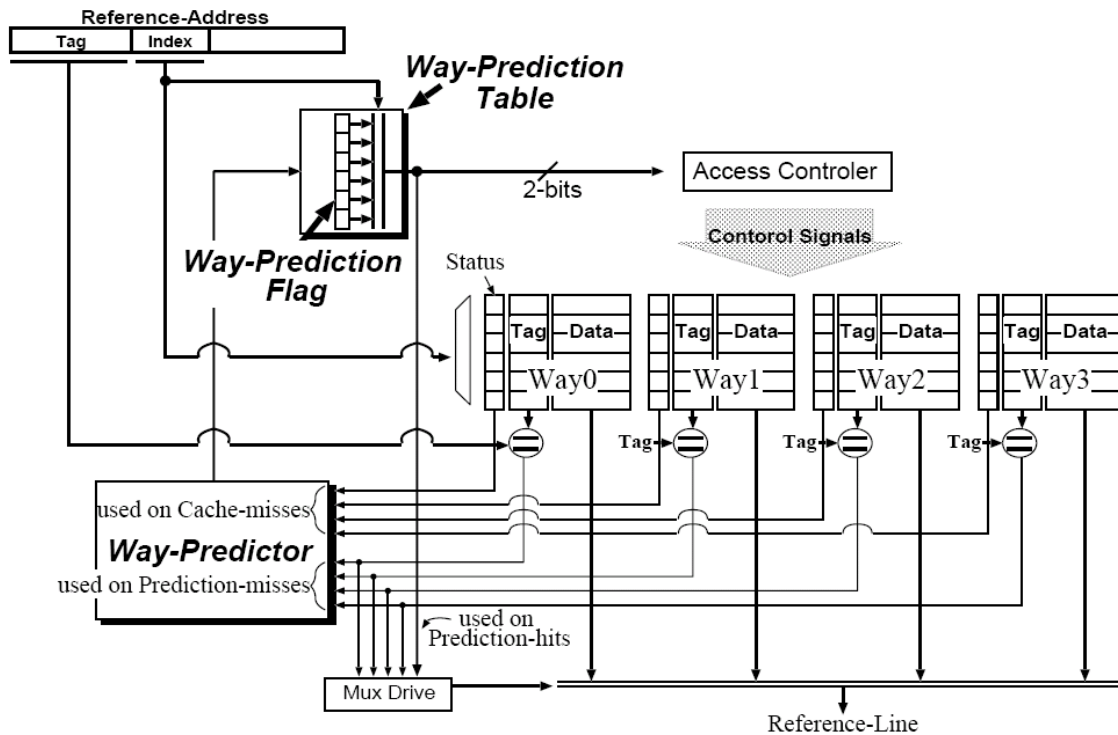 Reference-Address
Tag
Index
Way-Prediction
Table
2-bits
Access Controler
Contorol Signals
Way-Prediction
Flag
Status
Tag
Data
Way0
Tag
Data
Way1
Tag
Data
Way2
Tag
Data
Way3
Tag
Tag
Tag
used on Cache-misses
Way-Predictor
used on Prediction-misses
used on
Prediction-hits
Mux Drive
Reference-Line